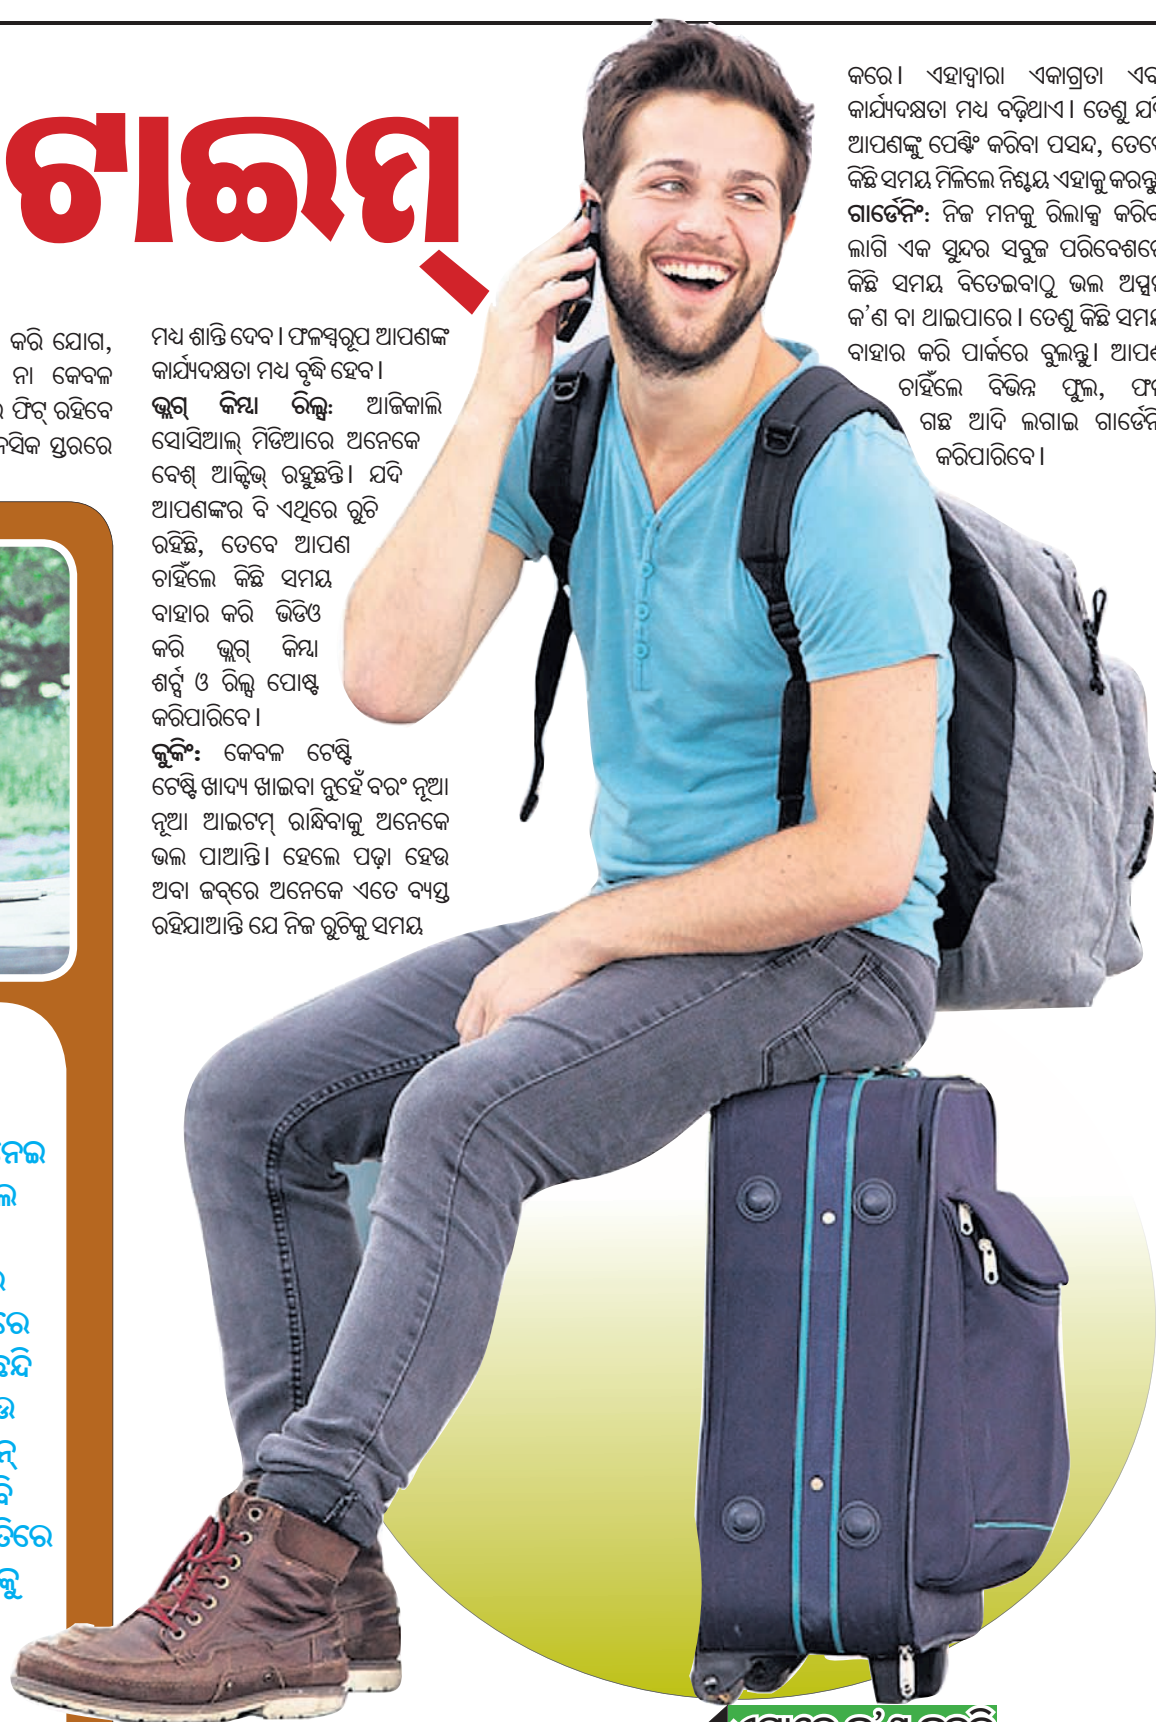 ଟାଇମ୍
କରି ଯୋଗ,
ନା କେବଳ
ଫିଟ୍ ରହିବେ
ସ୍ତରରେ
ମଧ୍ୟ ଶାନ୍ତି ଦେବ। ଫଳସ୍ୱରୂପ ଆପଣଙ୍କ
କାର୍ଯ୍ୟଦକ୍ଷତା ମଧ୍ୟ ବୃଦ୍ଧି ହେବ।
ଭ୍ଲଗ୍ କିମ୍ବା ରିଲ୍ସ: ଆଜିକାଲି
ସୋସିଆଲ୍ ମିଡିଆରେ ଅନେକେ
ବେଶ୍ ଆକ୍ଟିଭ୍ ରହୁଛନ୍ତି। ଯଦି
ଆପଣଙ୍କର ବି ଏଥିରେ ରୁଚି
ରହିଛି, ତେବେ ଆପଣ
ଚାହିଁଲେ କିଛି ସମୟ
ବାହାର କରି ଭିଡିଓ
କରି ଭ୍ଲଗ୍ କିମ୍ବା
ଶର୍ଟ୍ସ ଓ ରିଲ୍ସ ପୋଷ୍ଟ
କରିପାରିବେ।
କୁକିଂ: କେବଳ ଟେଷ୍ଟି
ଟେଷ୍ଟି ଖାଦ୍ୟ ଖାଇବା ନୁହେଁ ବରଂ ନୂଆ
ନୂଆ ଆଇଟମ୍ ରାନ୍ଧିବାକୁ ଅନେକେ
ଭଲ ପାଆନ୍ତି। ହେଲେ ପଢ଼ା ହେଉ
ଅବା ଜବ୍‌ରେ ଅନେକେ ଏତେ ବ୍ୟସ୍ତ
ରହିଯାଆନ୍ତି ଯେ ନିଜ ରୁଚିକୁ ସମୟ
କରେ। ଏହାଦ୍ୱାରା ଏକାଗ୍ରତା
କାର୍ଯ୍ୟଦକ୍ଷତା ମଧ୍ୟ ବଢ଼ିଥାଏ। ତେଣୁ
ଆପଣଙ୍କୁ ପେଣ୍ଟିଂ କରିବା ପସନ୍ଦ,
କିଛି ସମୟ ମିଳିଲେ ନିଶ୍ଚୟ ଏହାକୁ କରନ୍ତୁ
ଗାର୍ଡେନିଂ: ନିଜ ମନକୁ ରିଲାକ୍ସ
ଲାଗି ଏକ ସୁନ୍ଦର ସବୁଜ
କିଛି ସମୟ ବିତେଇବାଠୁ ଭଲ
କ'ଣ ବା ଥାଇପାରେ। ତେଣୁ କିଛି
ବାହାର କରି ପାର୍କରେ ବୁଲନ୍ତୁ।
ଚାହିଁଲେ ବିଭିନ୍ନ ଫୁଲ,
ଗଛ ଆଦି ଲଗାଇ
କରିପାରିବେ।